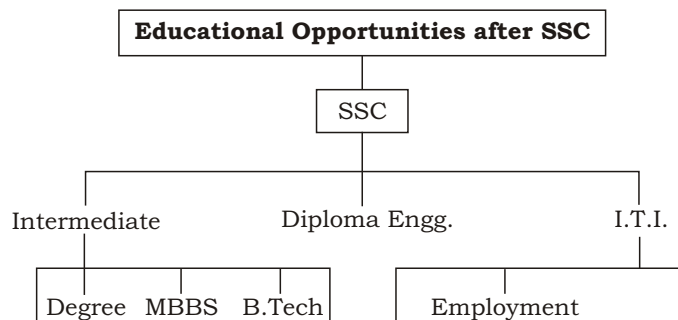 Educational Opportunities after SSC
SSC
Intermediate Diploma Engg. I.T.I.
Degree MBBS B.Tech Employment